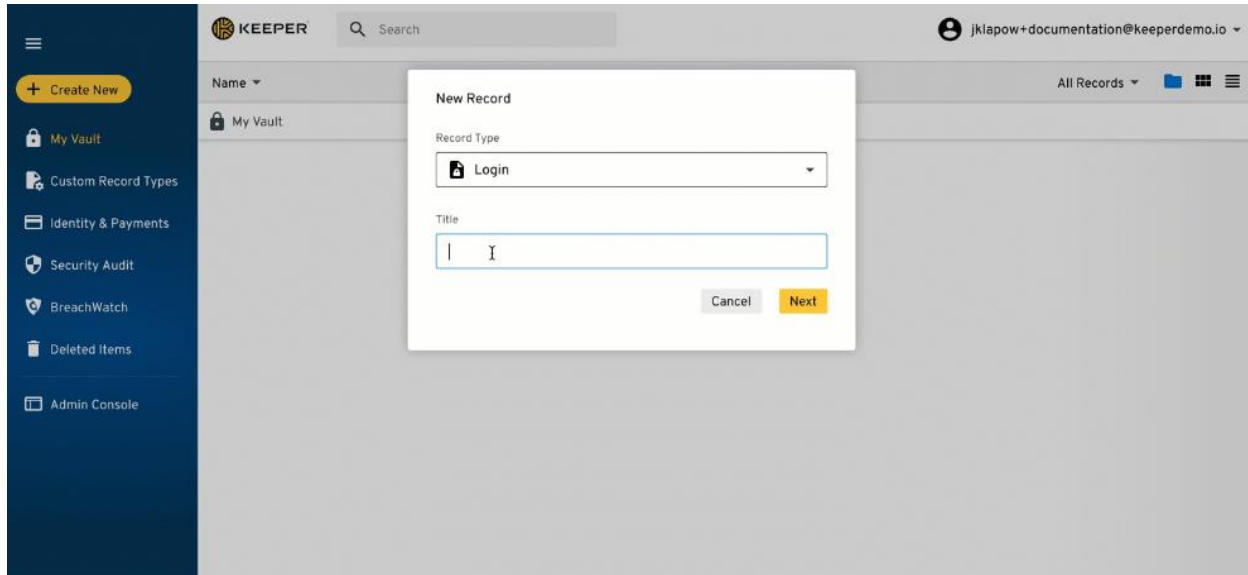 KEEPER
Search
jklapow+documentation@keeperdemo.io
+ Create New
My Vault
Custom Record Types
Identity & Payments
Security Audit
BreachWatch
Deleted Items
Admin Console
Name
All Records
My Vault
New Record
Record Type
Login
Title
Cancel
Next